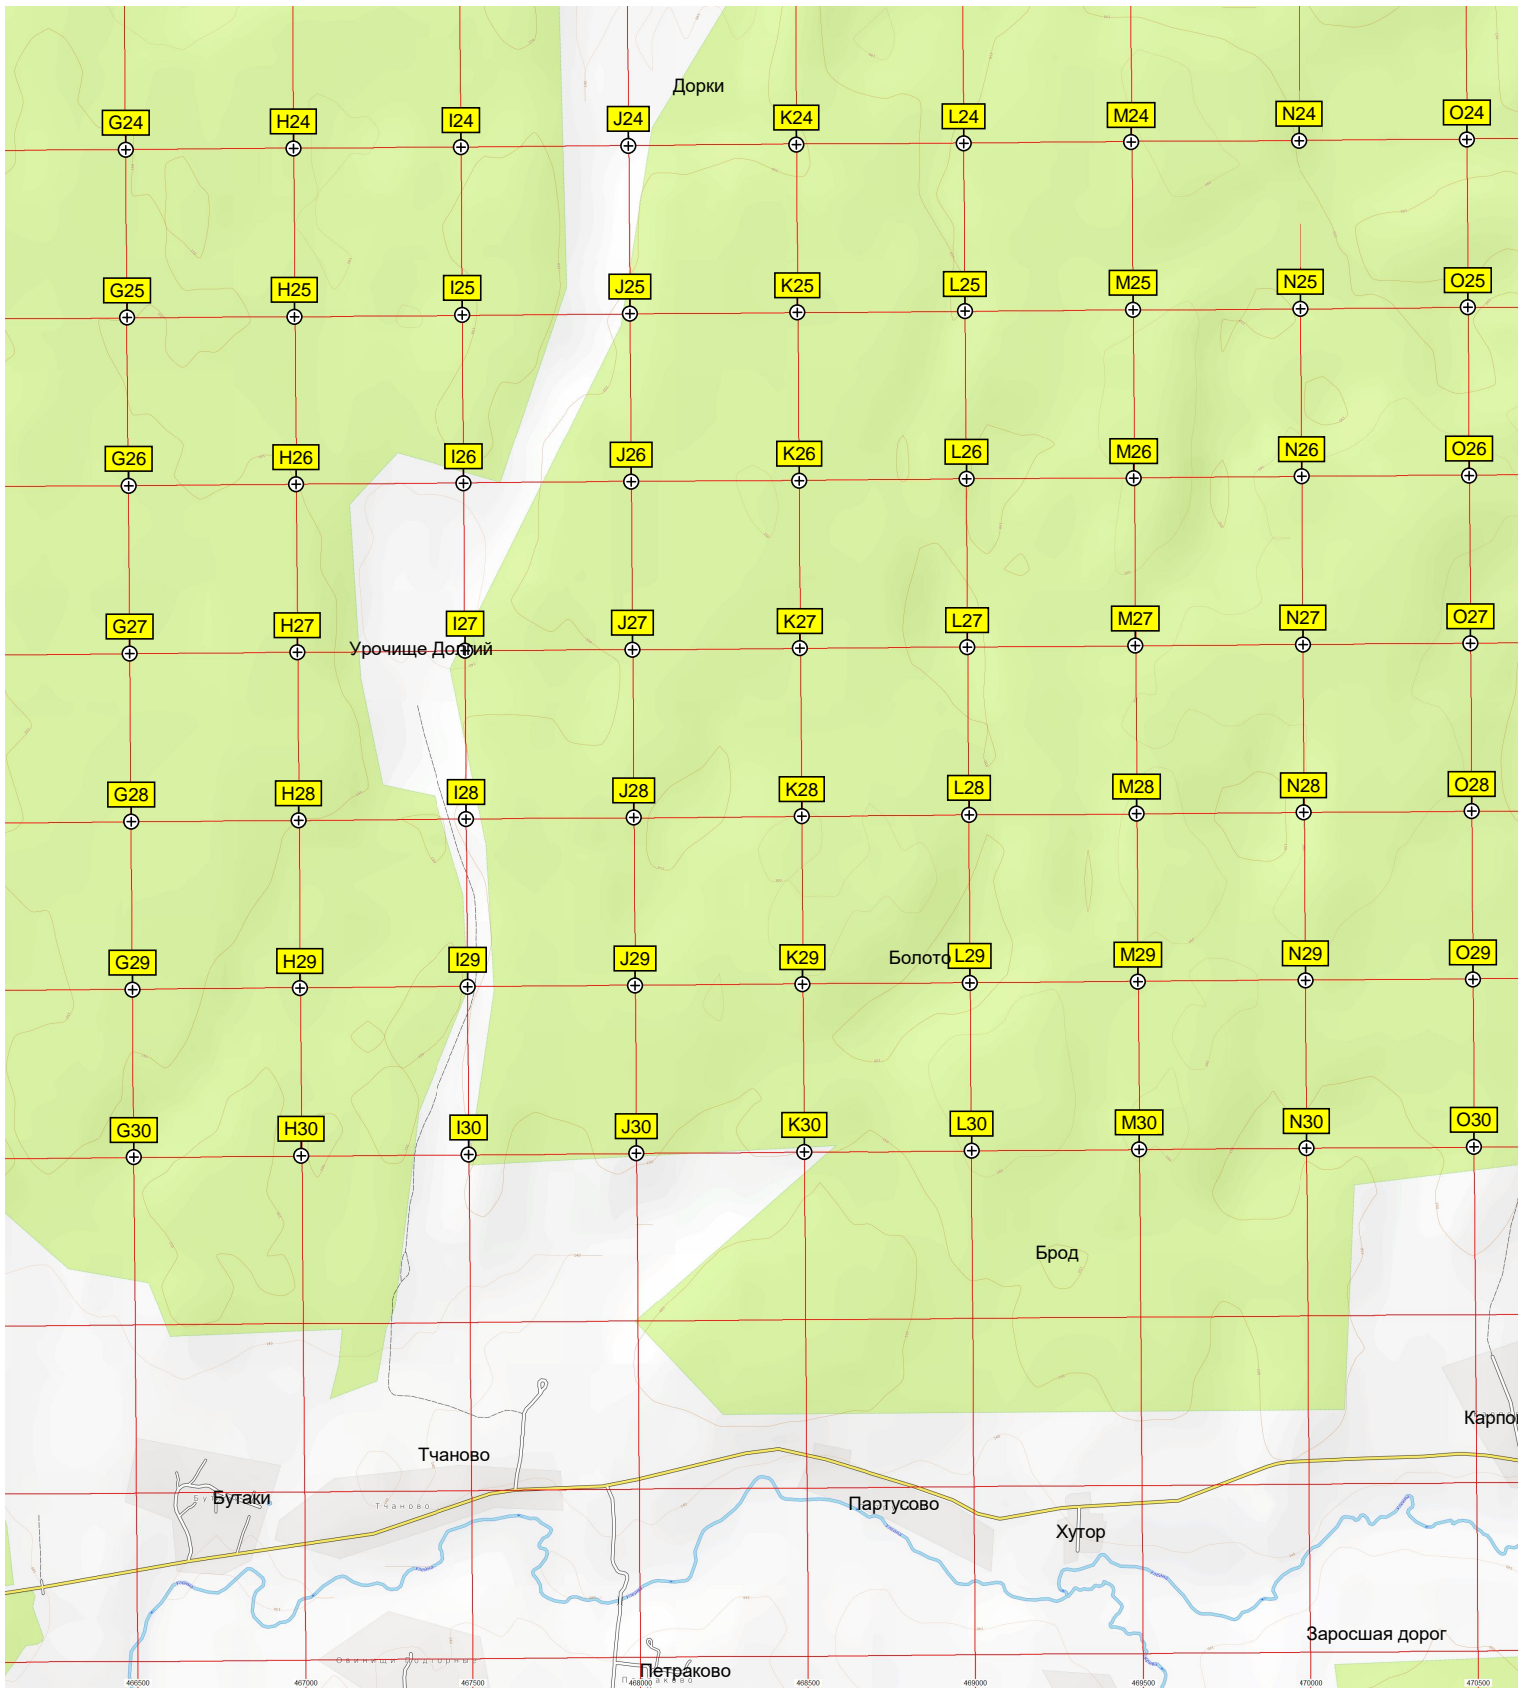 Дорки
G24 H24 I24 J24 K24 L24 M24 N24 O24
G25 H25 I25 J25 K25 L25 M25 N25 O25
G26 H26 I26 J26 K26 L26 M26 N26 O26
G27 H27 I27 J27 K27 L27 M27 N27 O27
Урочище Долгий
G28 H28 I28 J28 K28 L28 M28 N28 O28
Болото
G29 H29 I29 J29 K29 L29 M29 N29 O29
G30 H30 I30 J30 K30 L30 M30 N30 O30
Брод
Карпо
Тчаново
Бутаки
Тчаново
Партусово
Хутор
Заросшая дорог
Овинищи Подгорные
Петраково
466500 467000 467500 468000 468500 469000 469500 470000 470500